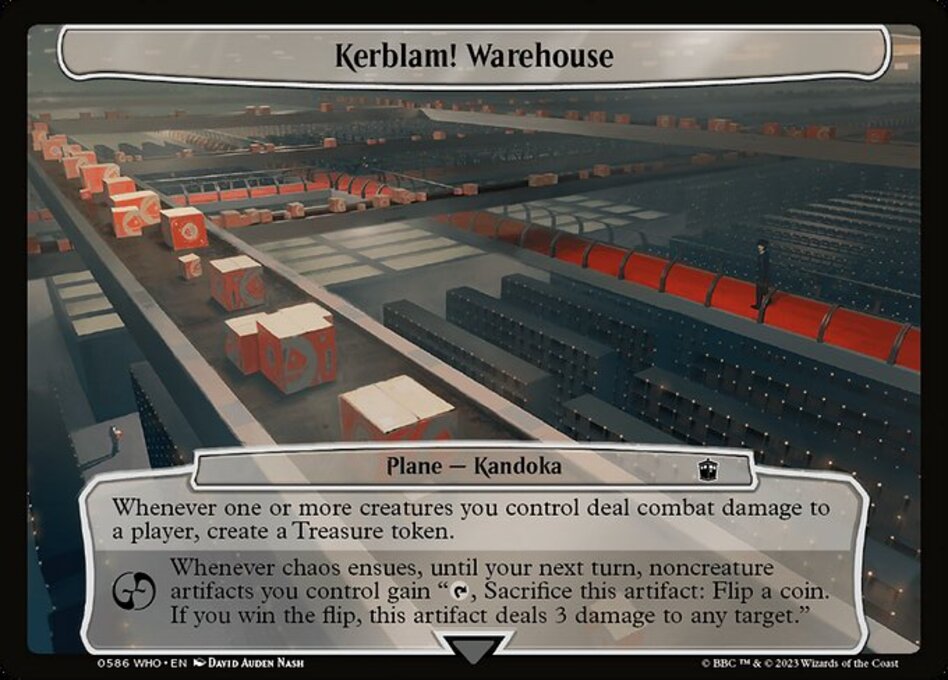 Kerblam! Warehouse
Plane — Kandoka
Whenever one or more creatures you control deal combat damage to
a player, create a Treasure token.
Whenever chaos ensues, until your next turn, noncreature
artifacts you control gain “, Sacrifice this artifact: Flip a coin.
If you win the flip, this artifact deals 3 damage to any target.”
0586 WHO • EN David Auden Nash
© BBC ™ & © 2023 Wizards of the Coast